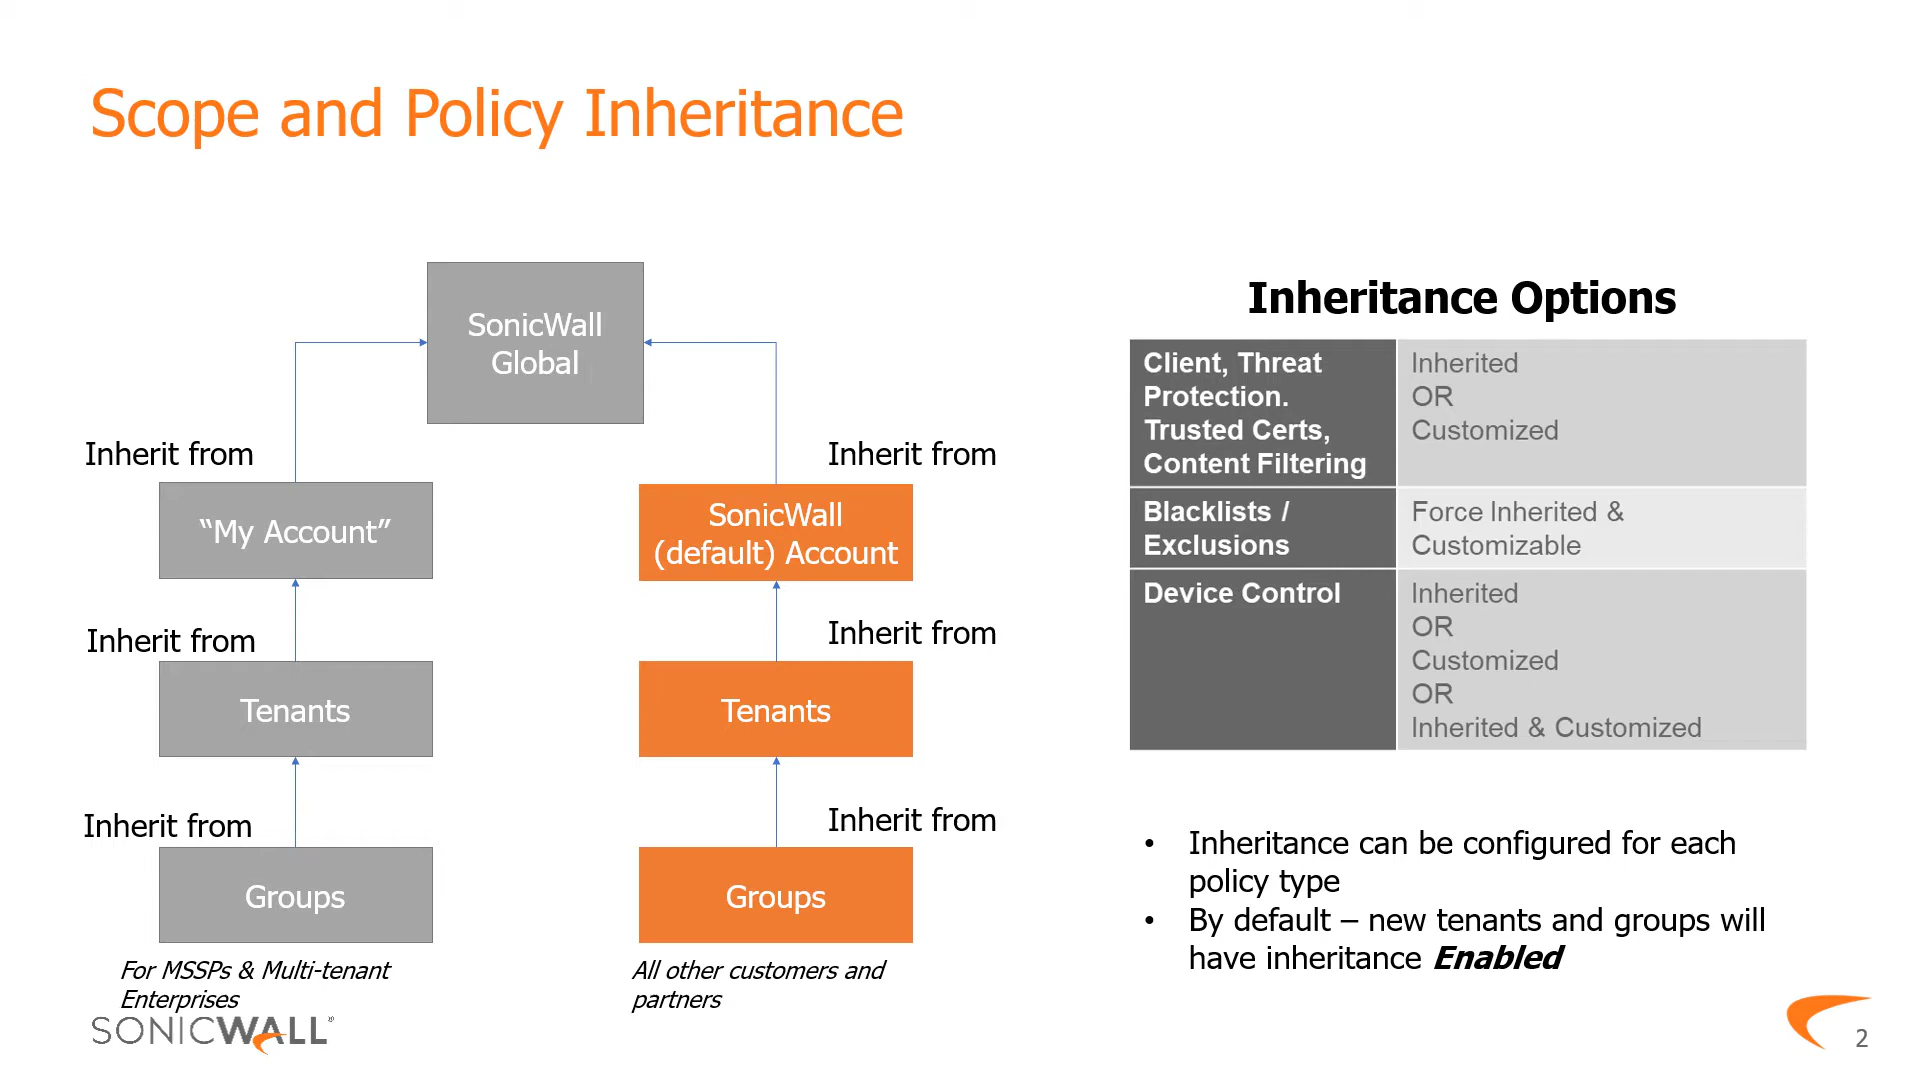 Scope and Policy Inheritance
SonicWall
Global
Inherit from
Inherit from
“My Account”
SonicWall
(default) Account
Inherit from
Inherit from
Tenants
Tenants
Inherit from
Inherit from
Groups
Groups
For MSSPs & Multi-tenant
Enterprises
All other customers and
partners
Inheritance Options
Client, Threat
Protection.
Trusted Certs,
Content Filtering
Inherited
OR
Customized
Blacklists /
Exclusions
Force Inherited &
Customizable
Device Control
Inherited
OR
Customized
OR
Inherited & Customized
• Inheritance can be configured for each
policy type
• By default – new tenants and groups will
have inheritance Enabled
SONICWALL®
2